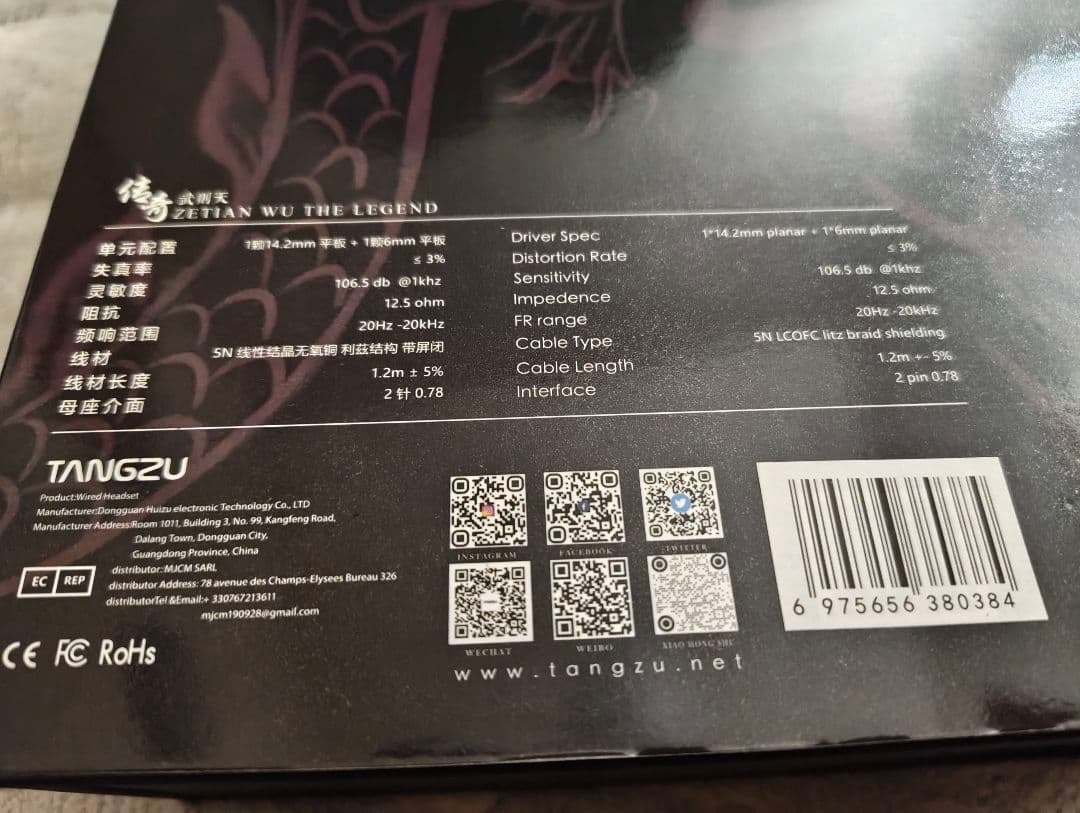 传奇 武则天
ZETIAN WU THE LEGEND
单元配置 1颗14.2mm 平板 + 1颗6mm 平板
失真率 ≤ 3%
灵敏度 106.5 db @1khz
阻抗 12.5 ohm
频响范围 20Hz -20kHz
线材 5N 线性结晶无氧铜 利兹结构 带屏闭
线材长度 1.2m ± 5%
母座介面 2 针 0.78
Driver Spec 1*14.2mm planar + 1*6mm planar
Distortion Rate ≤ 3%
Sensitivity 106.5 db @1khz
Impedence 12.5 ohm
FR range 20Hz -20kHz
Cable Type 5N LCOFC litz braid shielding
Cable Length 1.2m +- 5%
Interface 2 pin 0.78
TANGZU
Product:Wired Headset
Manufacturer:Dongguan Huizu electronic Technology Co., LTD
Manufacturer Address:Room 1011, Building 3, No. 99, Kangfeng Road,
Dalang Town, Dongguan City,
Guangdong Province, China
EC REP
distributor:MJCM SARL
distributor Address: 78 avenue des Champs-Elysees Bureau 326
distributorTel &Email:+ 330767213611
mjcm190928@gmail.com
CE FC RoHs
INSTAGRAM FACEBOOK TWITTER
WECHAT WEIBO XIAO HONG SHU
www.tangzu.net
6 975656 380384